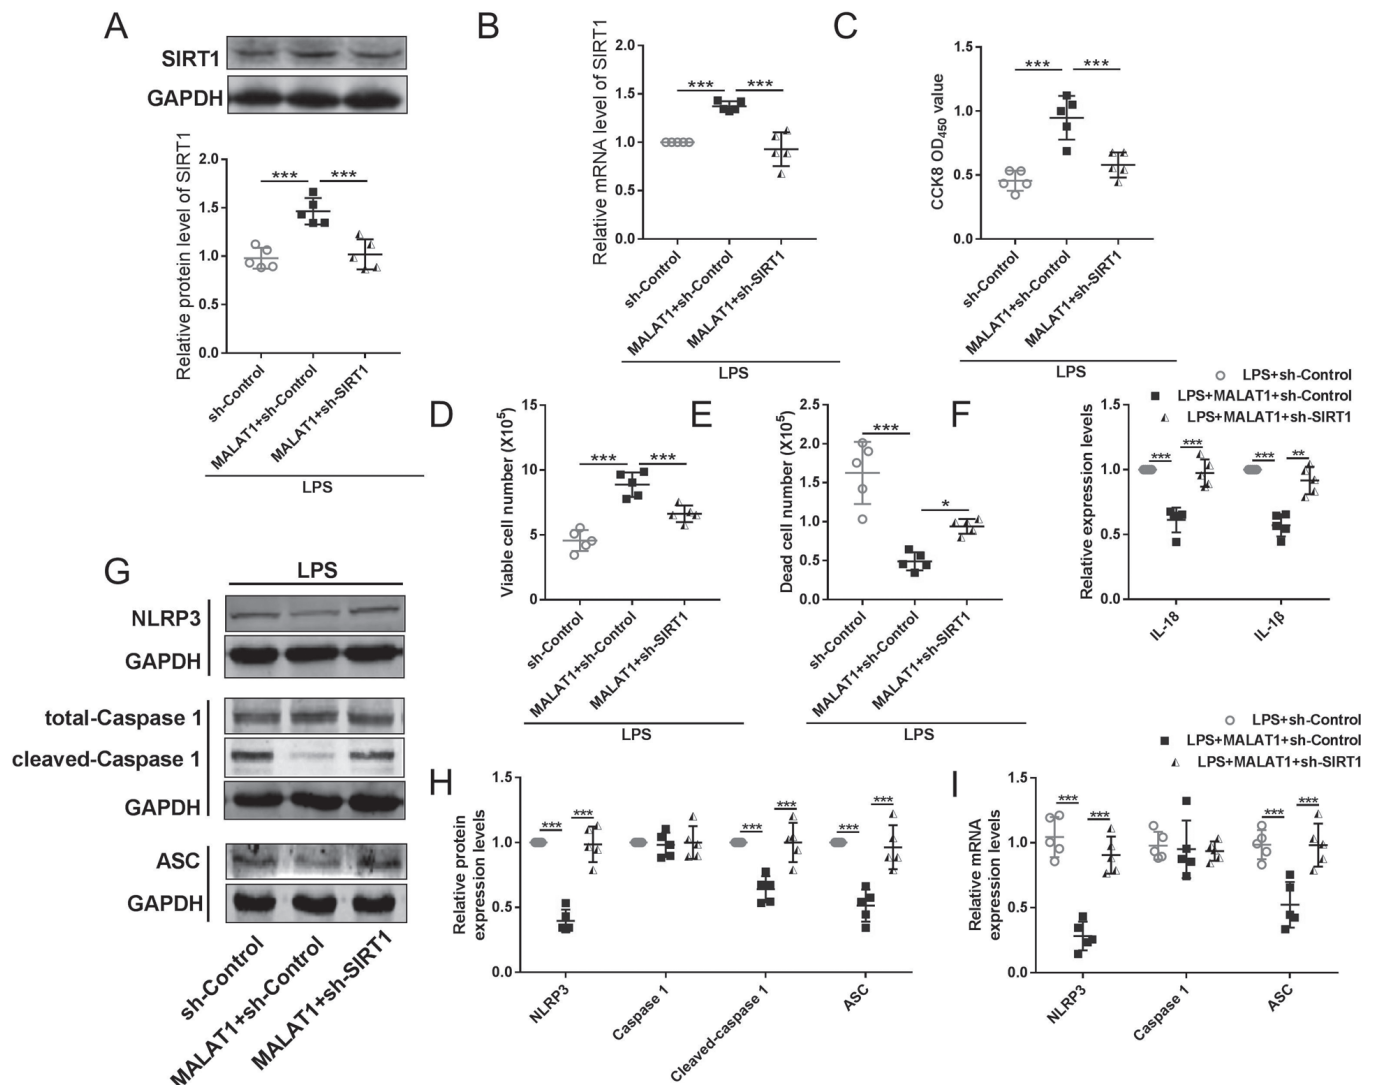 A
SIRT1
GAPDH
Relative protein level of SIRT1
2.0
1.5
1.0
0.5
0.0
***
***
sh-Control
MALAT1+sh-Control
MALAT1+sh-SIRT1
LPS
B
Relative mRNA level of SIRT1
2.0
1.5
1.0
0.5
0.0
***
***
sh-Control
MALAT1+sh-Control
MALAT1+sh-SIRT1
LPS
C
CCK8 OD450 value
1.5
1.0
0.5
0.0
***
***
sh-Control
MALAT1+sh-Control
MALAT1+sh-SIRT1
LPS
D
Viable cell number (X10⁵)
15
10
5
0
***
***
sh-Control
MALAT1+sh-Control
MALAT1+sh-SIRT1
LPS
E
Dead cell number (X10⁵)
2.5
2.0
1.5
1.0
0.5
0.0
***
*
sh-Control
MALAT1+sh-Control
MALAT1+sh-SIRT1
LPS
F
LPS+sh-Control
LPS+MALAT1+sh-Control
LPS+MALAT1+sh-SIRT1
Relative expression levels
1.5
1.0
0.5
0.0
***
***
***
**
IL-18
IL-1β
G
LPS
NLRP3
GAPDH
total-Caspase 1
cleaved-Caspase 1
GAPDH
ASC
GAPDH
sh-Control
MALAT1+sh-Control
MALAT1+sh-SIRT1
H
Relative protein
expression levels
1.5
1.0
0.5
0.0
***
***
***
***
***
***
NLRP3
Caspase 1
Cleaved-caspase 1
ASC
I
LPS+sh-Control
LPS+MALAT1+sh-Control
LPS+MALAT1+sh-SIRT1
Relative mRNA
expression levels
1.5
1.0
0.5
0.0
***
***
***
***
NLRP3
Caspase 1
ASC